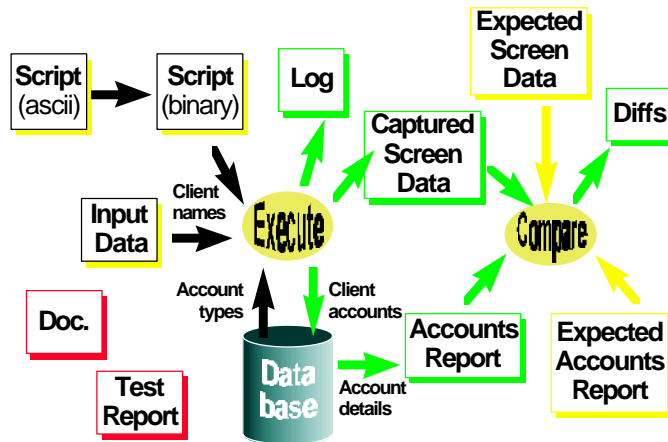 Script
(ascii)
Script
(binary)
Log
Expected
Screen
Data
Captured
Screen
Data
Diffs
Input
Data
Client
names
Execute
Compare
Account
types
Client
accounts
Doc.
Test
Report
Data
base
Account
details
Accounts
Report
Expected
Accounts
Report